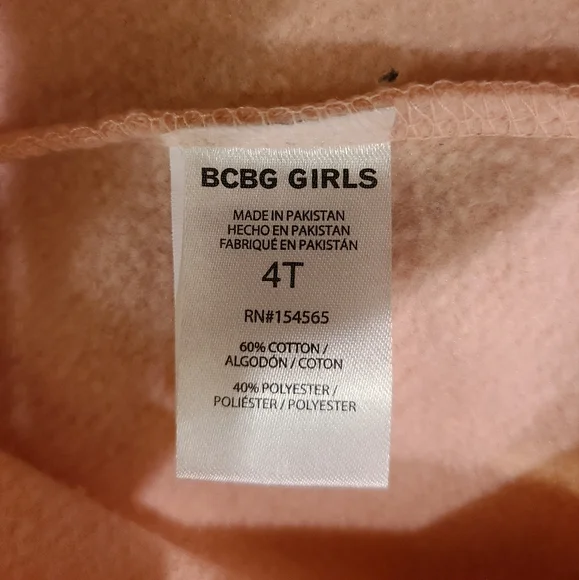 BCBG GIRLS
MADE IN PAKISTAN
HECHO EN PAKISTAN
FABRIQUÉ EN PAKISTÁN
4T
RN#154565
60% COTTON /
ALGODÓN / COTON
40% POLYESTER /
POLIÉSTER / POLYESTER